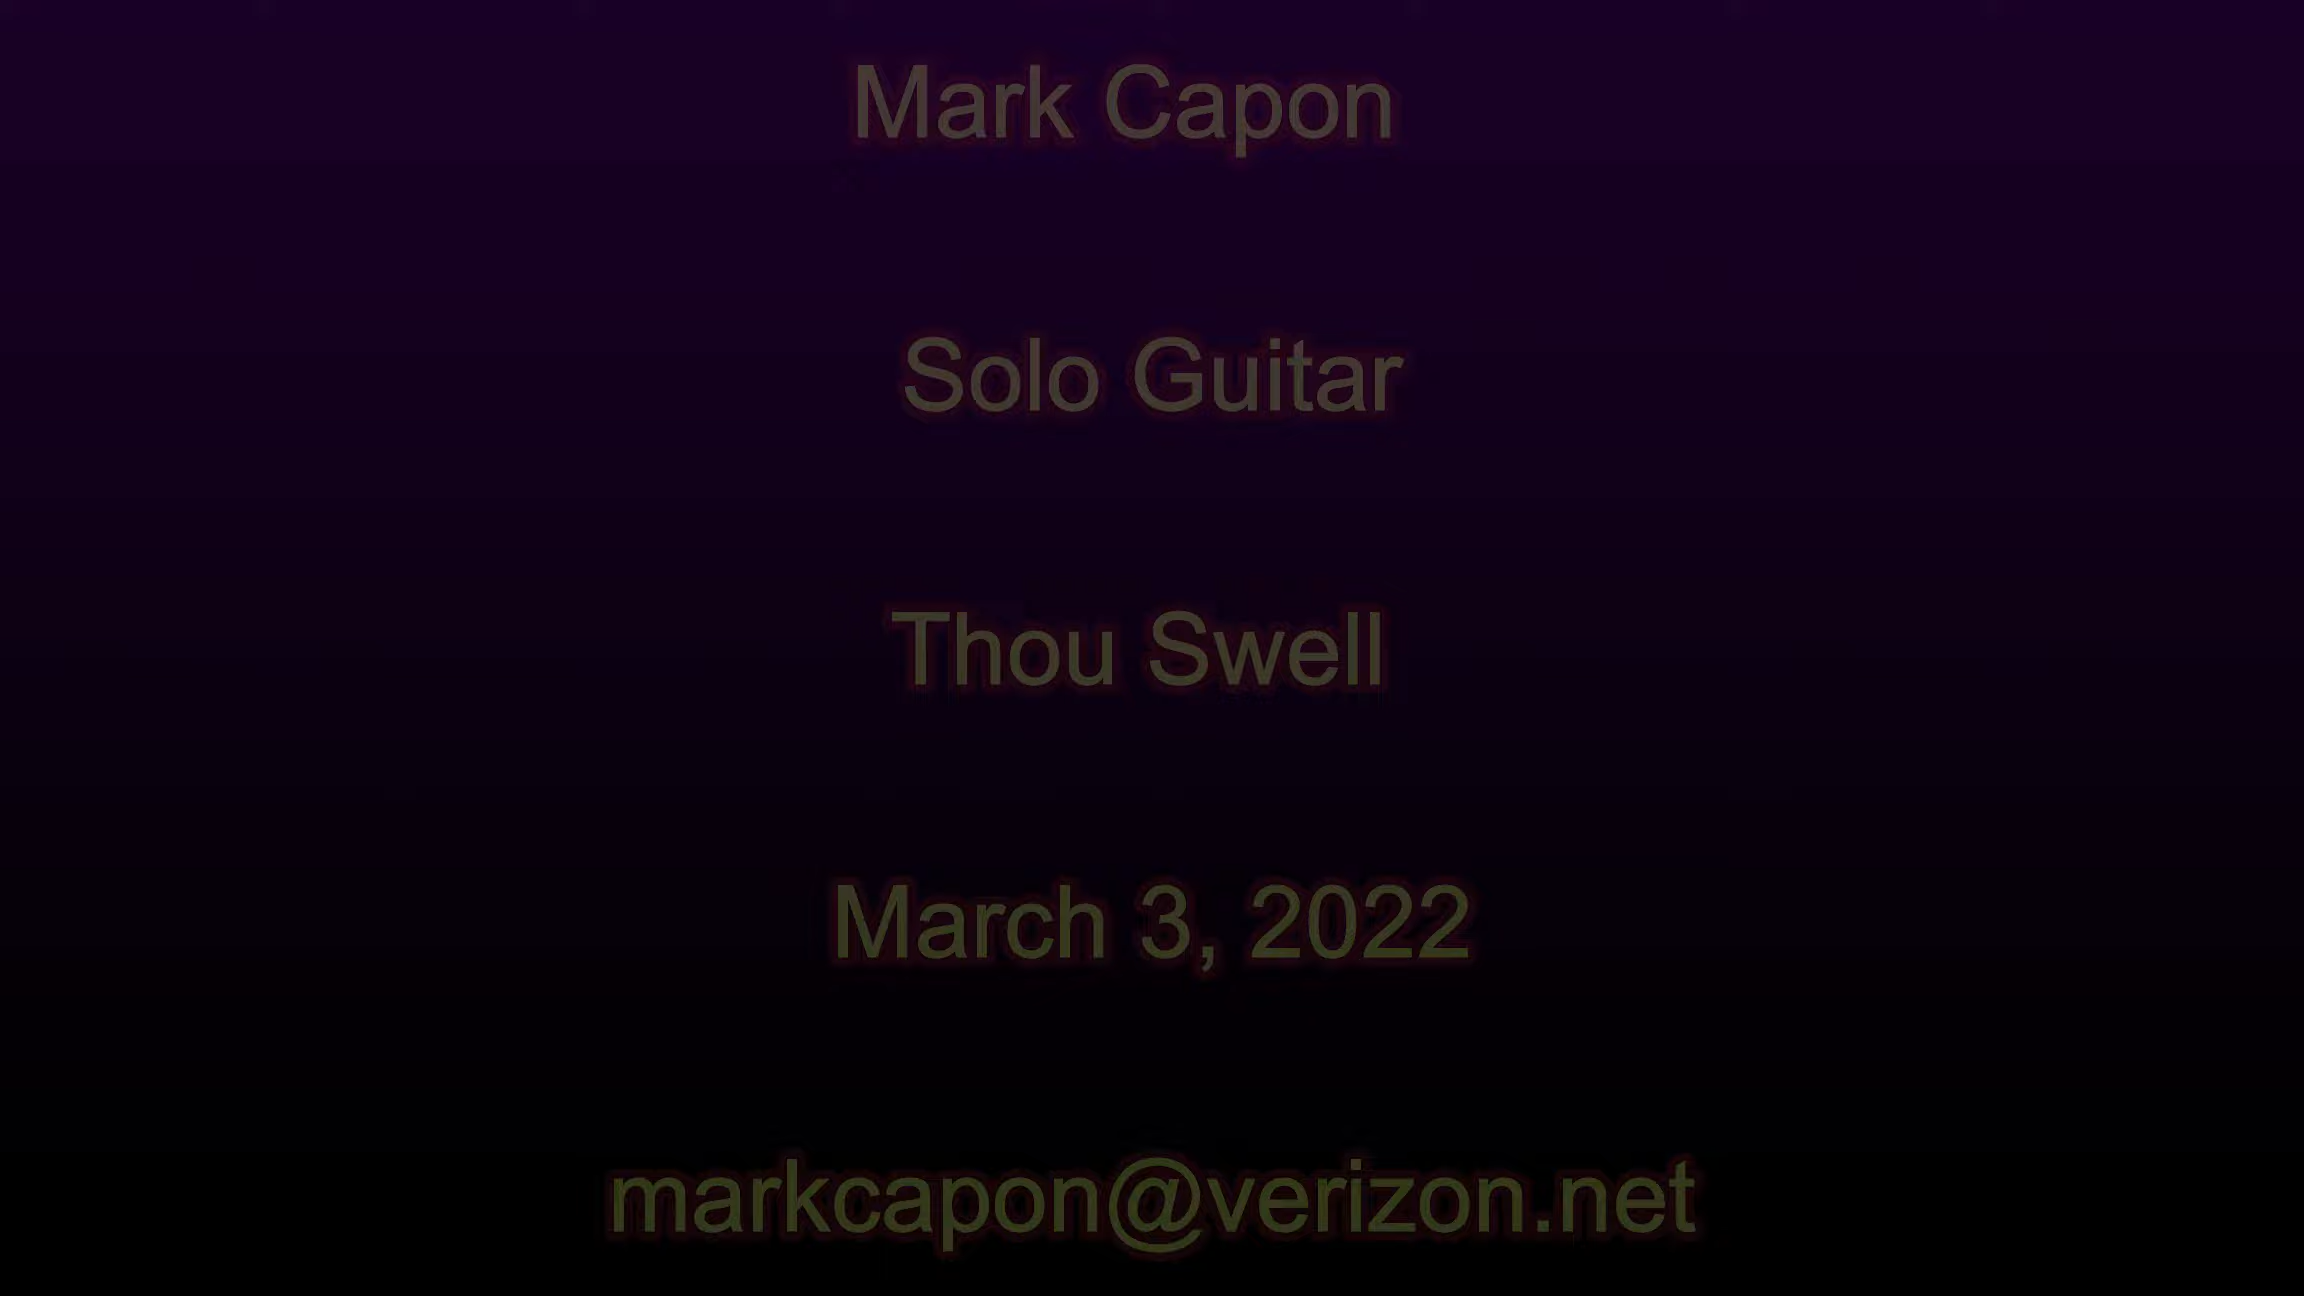 Mark Capon
Solo Guitar
Thou Swell
March 3, 2022
markcapon@verizon.net